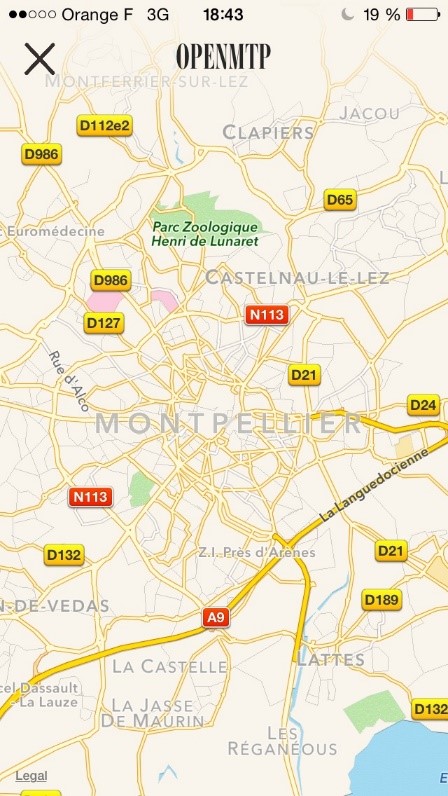 Orange F 3G 18:43 19 %
OPENMTP
MONTFERRIER-SUR-LEZ
JACOU
D112e2
CLAPIERS
D986
D65
Parc Zoologique
Henri de Lunaret
Euromédecine
D986
CASTELNAU-LE-LEZ
N113
D127
Rue d'Alco
D21
D24
MONTPELLIER
La Languedocienne
N113
D132
Z.I. Près d'Arènes
D21
D189
N-DE-VEDAS
A9
LATTES
LA CASTELLE
cel Dassault
La Lauze
LA JASSE
DE MAURIN
D132
LES
RÉGANÉOUS
Legal
E